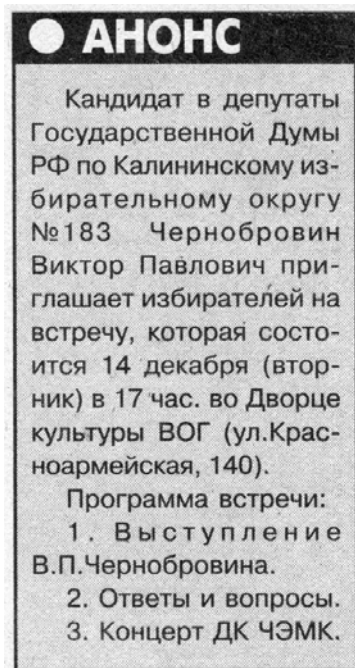 ● АНОНС
Кандидат в депутаты
Государственной Думы
РФ по Калининскому из-
бирательному округу
№183 Чернобровин
Виктор Павлович при-
глашает избирателей на
встречу, которая состо-
ится 14 декабря (втор-
ник) в 17 час. во Дворце
культуры ВОГ (ул.Крас-
ноармейская, 140).
Программа встречи:
1. Выступление
В.П.Чернобровина.
2. Ответы и вопросы.
3. Концерт ДК ЧЭМК.